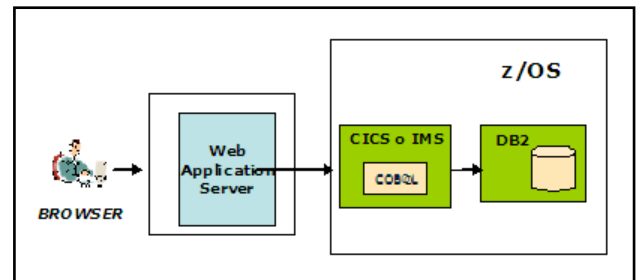 z/OS
BROWSER
Web
Application
Server
CICS o IMS
COBOL
DB2